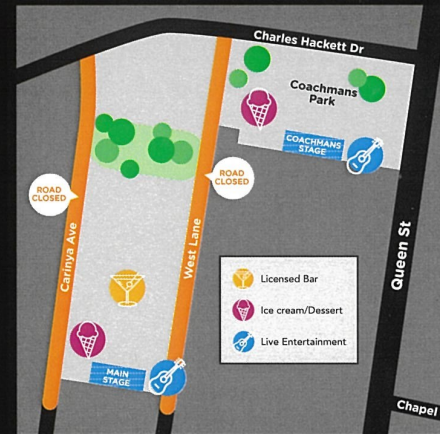 Charles Hackett Dr
Coachmans
Park
COACHMANS
STAGE
ROAD
CLOSED
ROAD
CLOSED
Carinya Ave
West Lane
Queen St
Licensed Bar
Ice cream/Dessert
Live Entertainment
MAIN
STAGE
Chapel